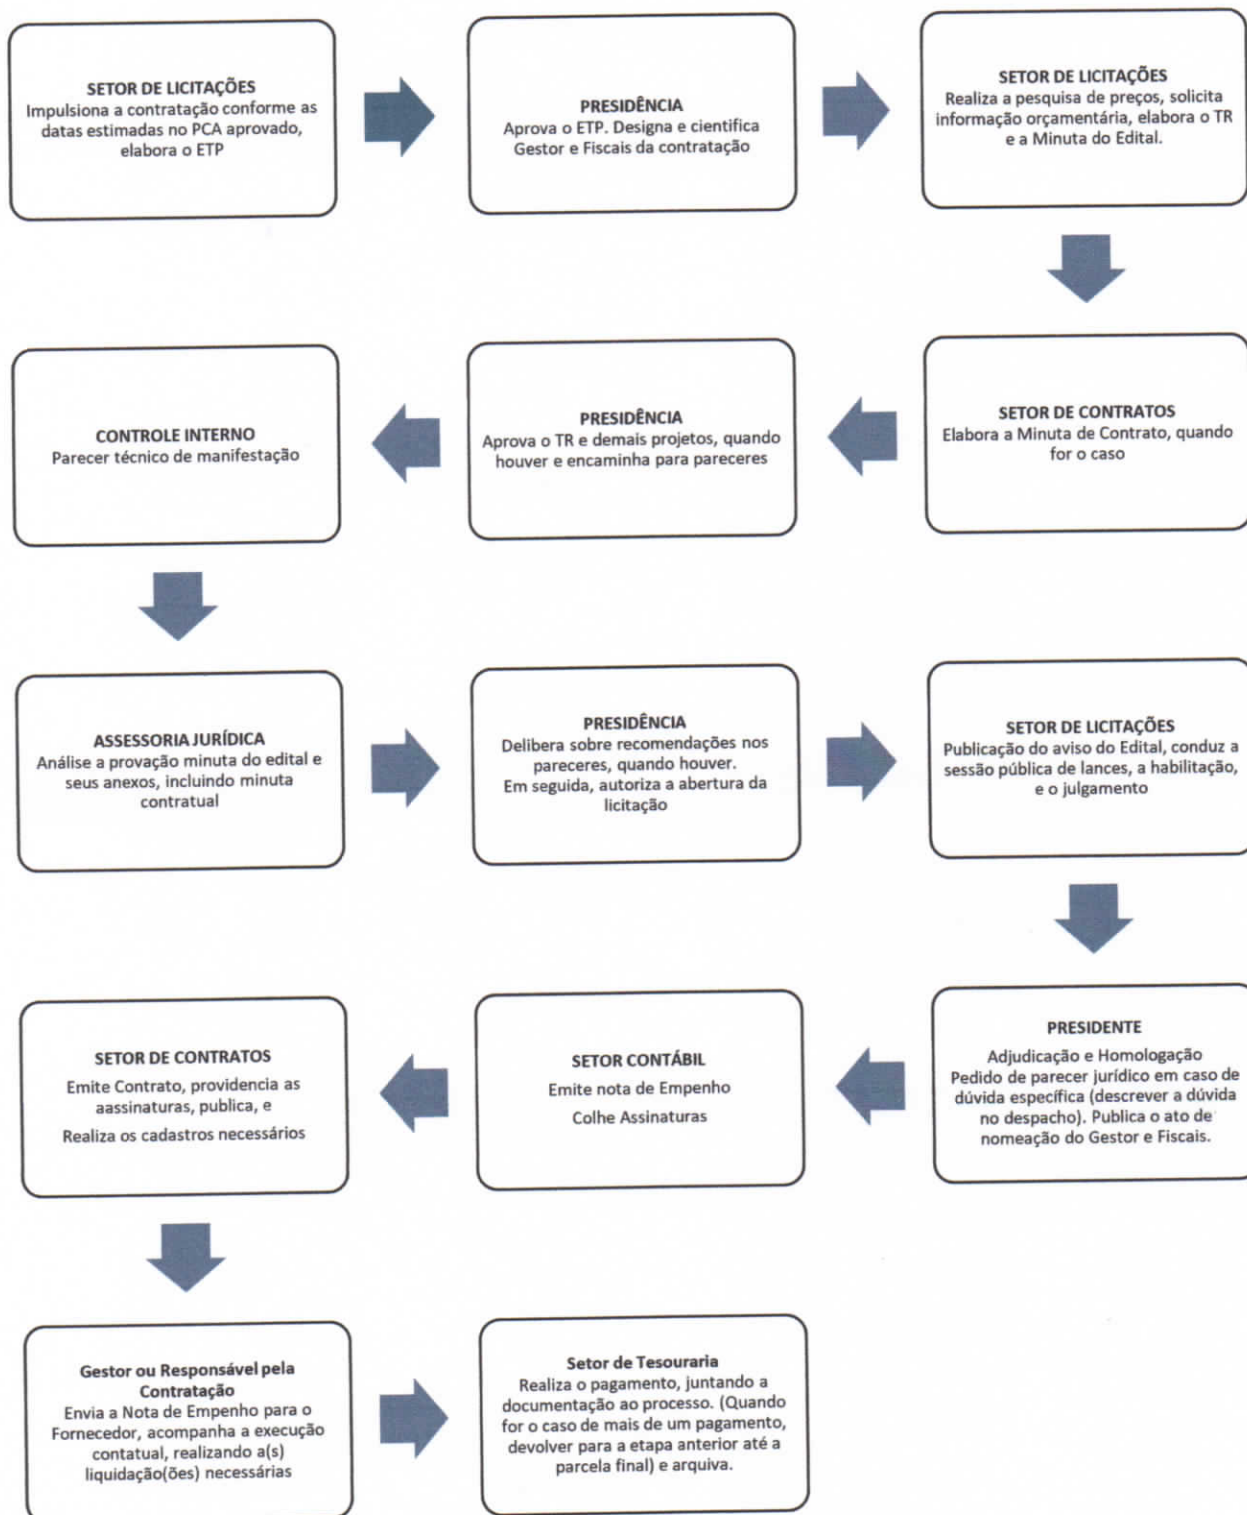 SETOR DE LICITAÇÕES
Impulsiona a contratação conforme as
datas estimadas no PCA aprovado,
elabora o ETP
PRESIDÊNCIA
Aprova o ETP. Designa e cientifica
Gestor e Fiscais da contratação
SETOR DE LICITAÇÕES
Realiza a pesquisa de preços, solicita
informação orçamentária, elabora o TR
e a Minuta do Edital.
SETOR DE CONTRATOS
Elabora a Minuta de Contrato, quando
for o caso
PRESIDÊNCIA
Aprova o TR e demais projetos, quando
houver e encaminha para pareceres
CONTROLE INTERNO
Parecer técnico de manifestação
ASSESSORIA JURÍDICA
Análise a provação minuta do edital e
seus anexos, incluindo minuta
contratual
PRESIDÊNCIA
Delibera sobre recomendações nos
pareceres, quando houver.
Em seguida, autoriza a abertura da
licitação
SETOR DE LICITAÇÕES
Publicação do aviso do Edital, conduz a
sessão pública de lances, a habilitação,
e o julgamento
PRESIDENTE
Adjudicação e Homologação
Pedido de parecer jurídico em caso de
dúvida específica (descrever a dúvida
no despacho). Publica o ato de
nomeação do Gestor e Fiscais.
SETOR CONTÁBIL
Emite nota de Empenho
Colhe Assinaturas
SETOR DE CONTRATOS
Emite Contrato, providencia as
aassinaturas, publica, e
Realiza os cadastros necessários
Gestor ou Responsável pela
Contratação
Envia a Nota de Empenho para o
Fornecedor, acompanha a execução
contatual, realizando a(s)
liquidação(ões) necessárias
Setor de Tesouraria
Realiza o pagamento, juntando a
documentação ao processo. (Quando
for o caso de mais de um pagamento,
devolver para a etapa anterior até a
parcela final) e arquiva.